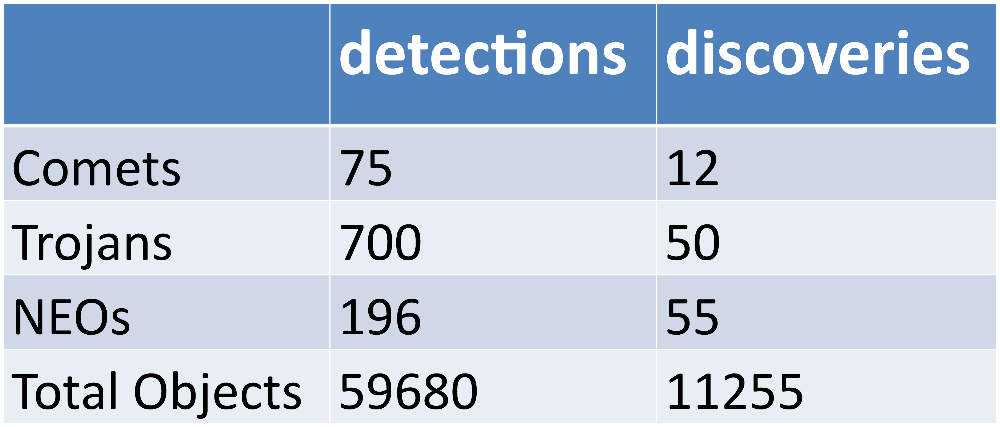 detections discoveries
Comets 75 12
Trojans 700 50
NEOs 196 55
Total Objects 59680 11255